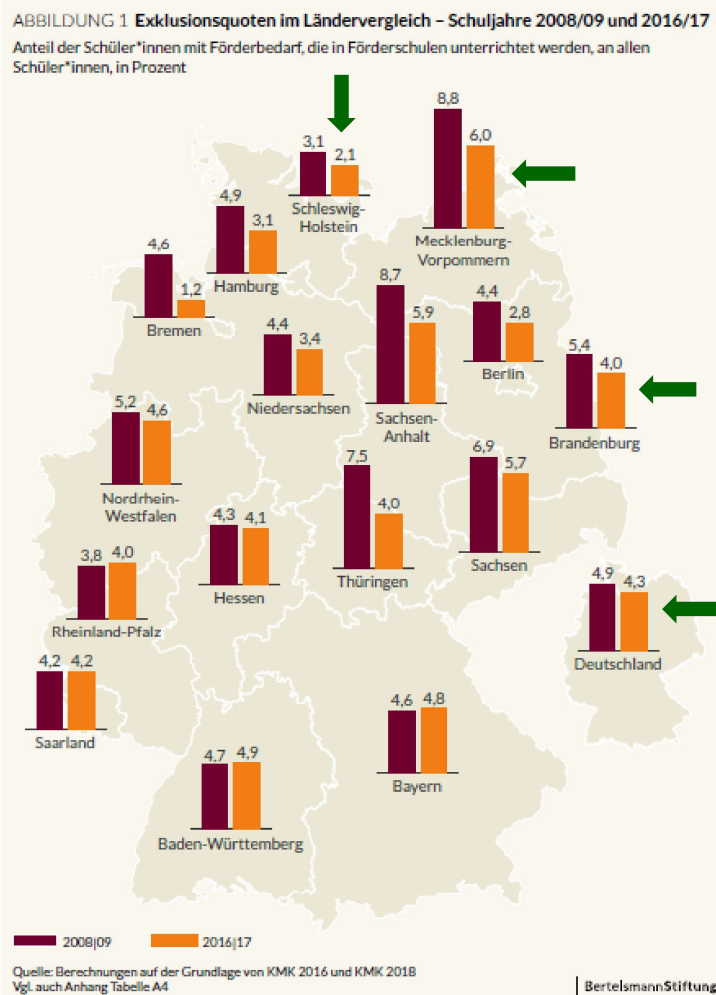 ABBILDUNG 1 Exklusionsquoten im Ländervergleich – Schuljahre 2008/09 und 2016/17
Anteil der Schüler*innen mit Förderbedarf, die in Förderschulen unterrichtet werden, an allen
Schüler*innen, in Prozent
8,8
6,0
Mecklenburg-
Vorpommern
3,1
2,1
Schleswig-
Holstein
4,9
3,1
Hamburg
4,6
1,2
Bremen
8,7
5,9
Sachsen-
Anhalt
4,4
2,8
Berlin
4,4
3,4
Niedersachsen
5,4
4,0
Brandenburg
5,2
4,6
Nordrhein-
Westfalen
7,5
4,0
Thüringen
6,9
5,7
Sachsen
4,3
4,1
Hessen
3,8
4,0
Rheinland-Pfalz
4,9
4,3
Deutschland
4,2
4,2
Saarland
4,6
4,8
Bayern
4,7
4,9
Baden-Württemberg
2008|09
2016|17
Quelle: Berechnungen auf der Grundlage von KMK 2016 und KMK 2018
Vgl. auch Anhang Tabelle A4
BertelsmannStiftung